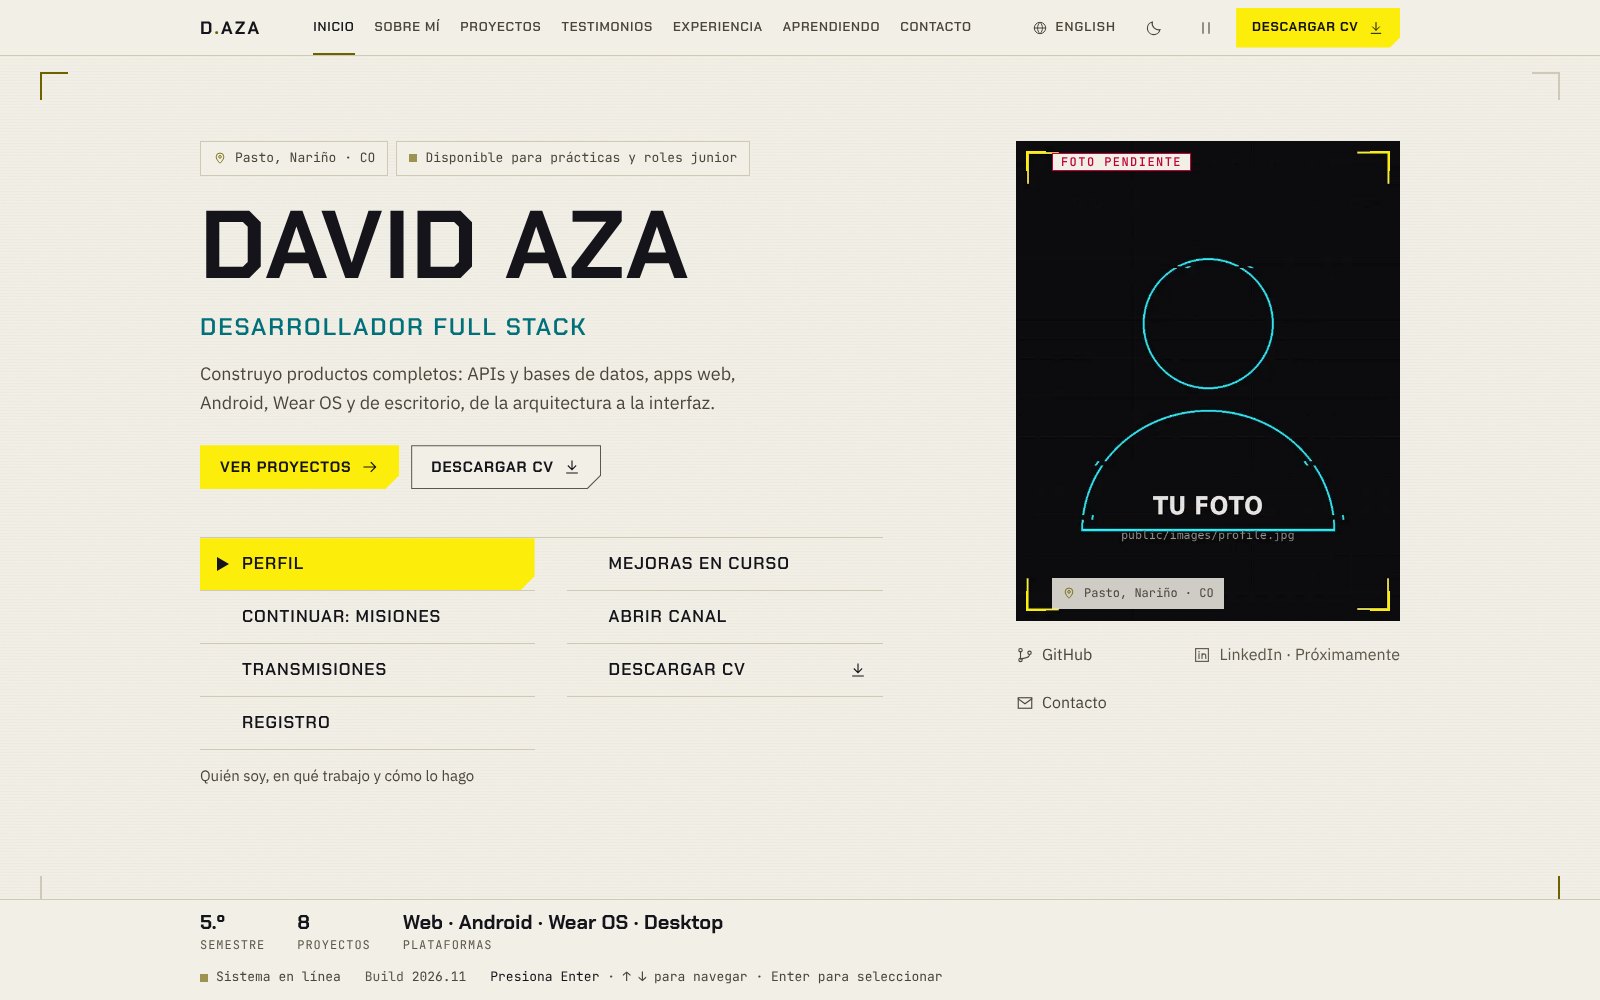 D.AZA
INICIO
SOBRE MÍ
PROYECTOS
TESTIMONIOS
EXPERIENCIA
APRENDIENDO
CONTACTO
ENGLISH
DESCARGAR CV
Pasto, Nariño · CO
Disponible para prácticas y roles junior
DAVID AZA
DESARROLLADOR FULL STACK
Construyo productos completos: APIs y bases de datos, apps web,
Android, Wear OS y de escritorio, de la arquitectura a la interfaz.
VER PROYECTOS
DESCARGAR CV
PERFIL
CONTINUAR: MISIONES
TRANSMISIONES
REGISTRO
MEJORAS EN CURSO
ABRIR CANAL
DESCARGAR CV
Quién soy, en qué trabajo y cómo lo hago
FOTO PENDIENTE
TU FOTO
public/images/profile.jpg
Pasto, Nariño · CO
GitHub
LinkedIn · Próximamente
Contacto
5.º
SEMESTRE
8
PROYECTOS
Web · Android · Wear OS · Desktop
PLATAFORMAS
Sistema en línea
Build 2026.11
Presiona Enter · ↑ ↓ para navegar · Enter para seleccionar